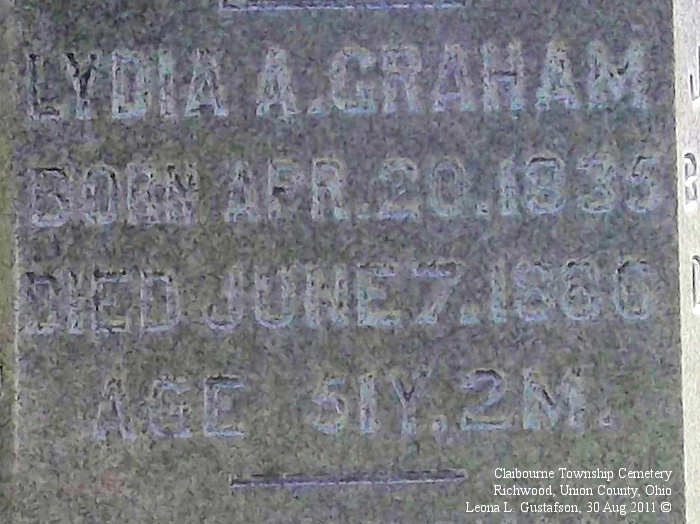 LYDIA A. GRAHAM
BORN APR. 20. 1835
DIED JUNE 7. 1886
AGE 51Y. 2M.
Claibourne Township Cemetery
Richwood, Union County, Ohio
Leona L. Gustafson, 30 Aug 2011 ©